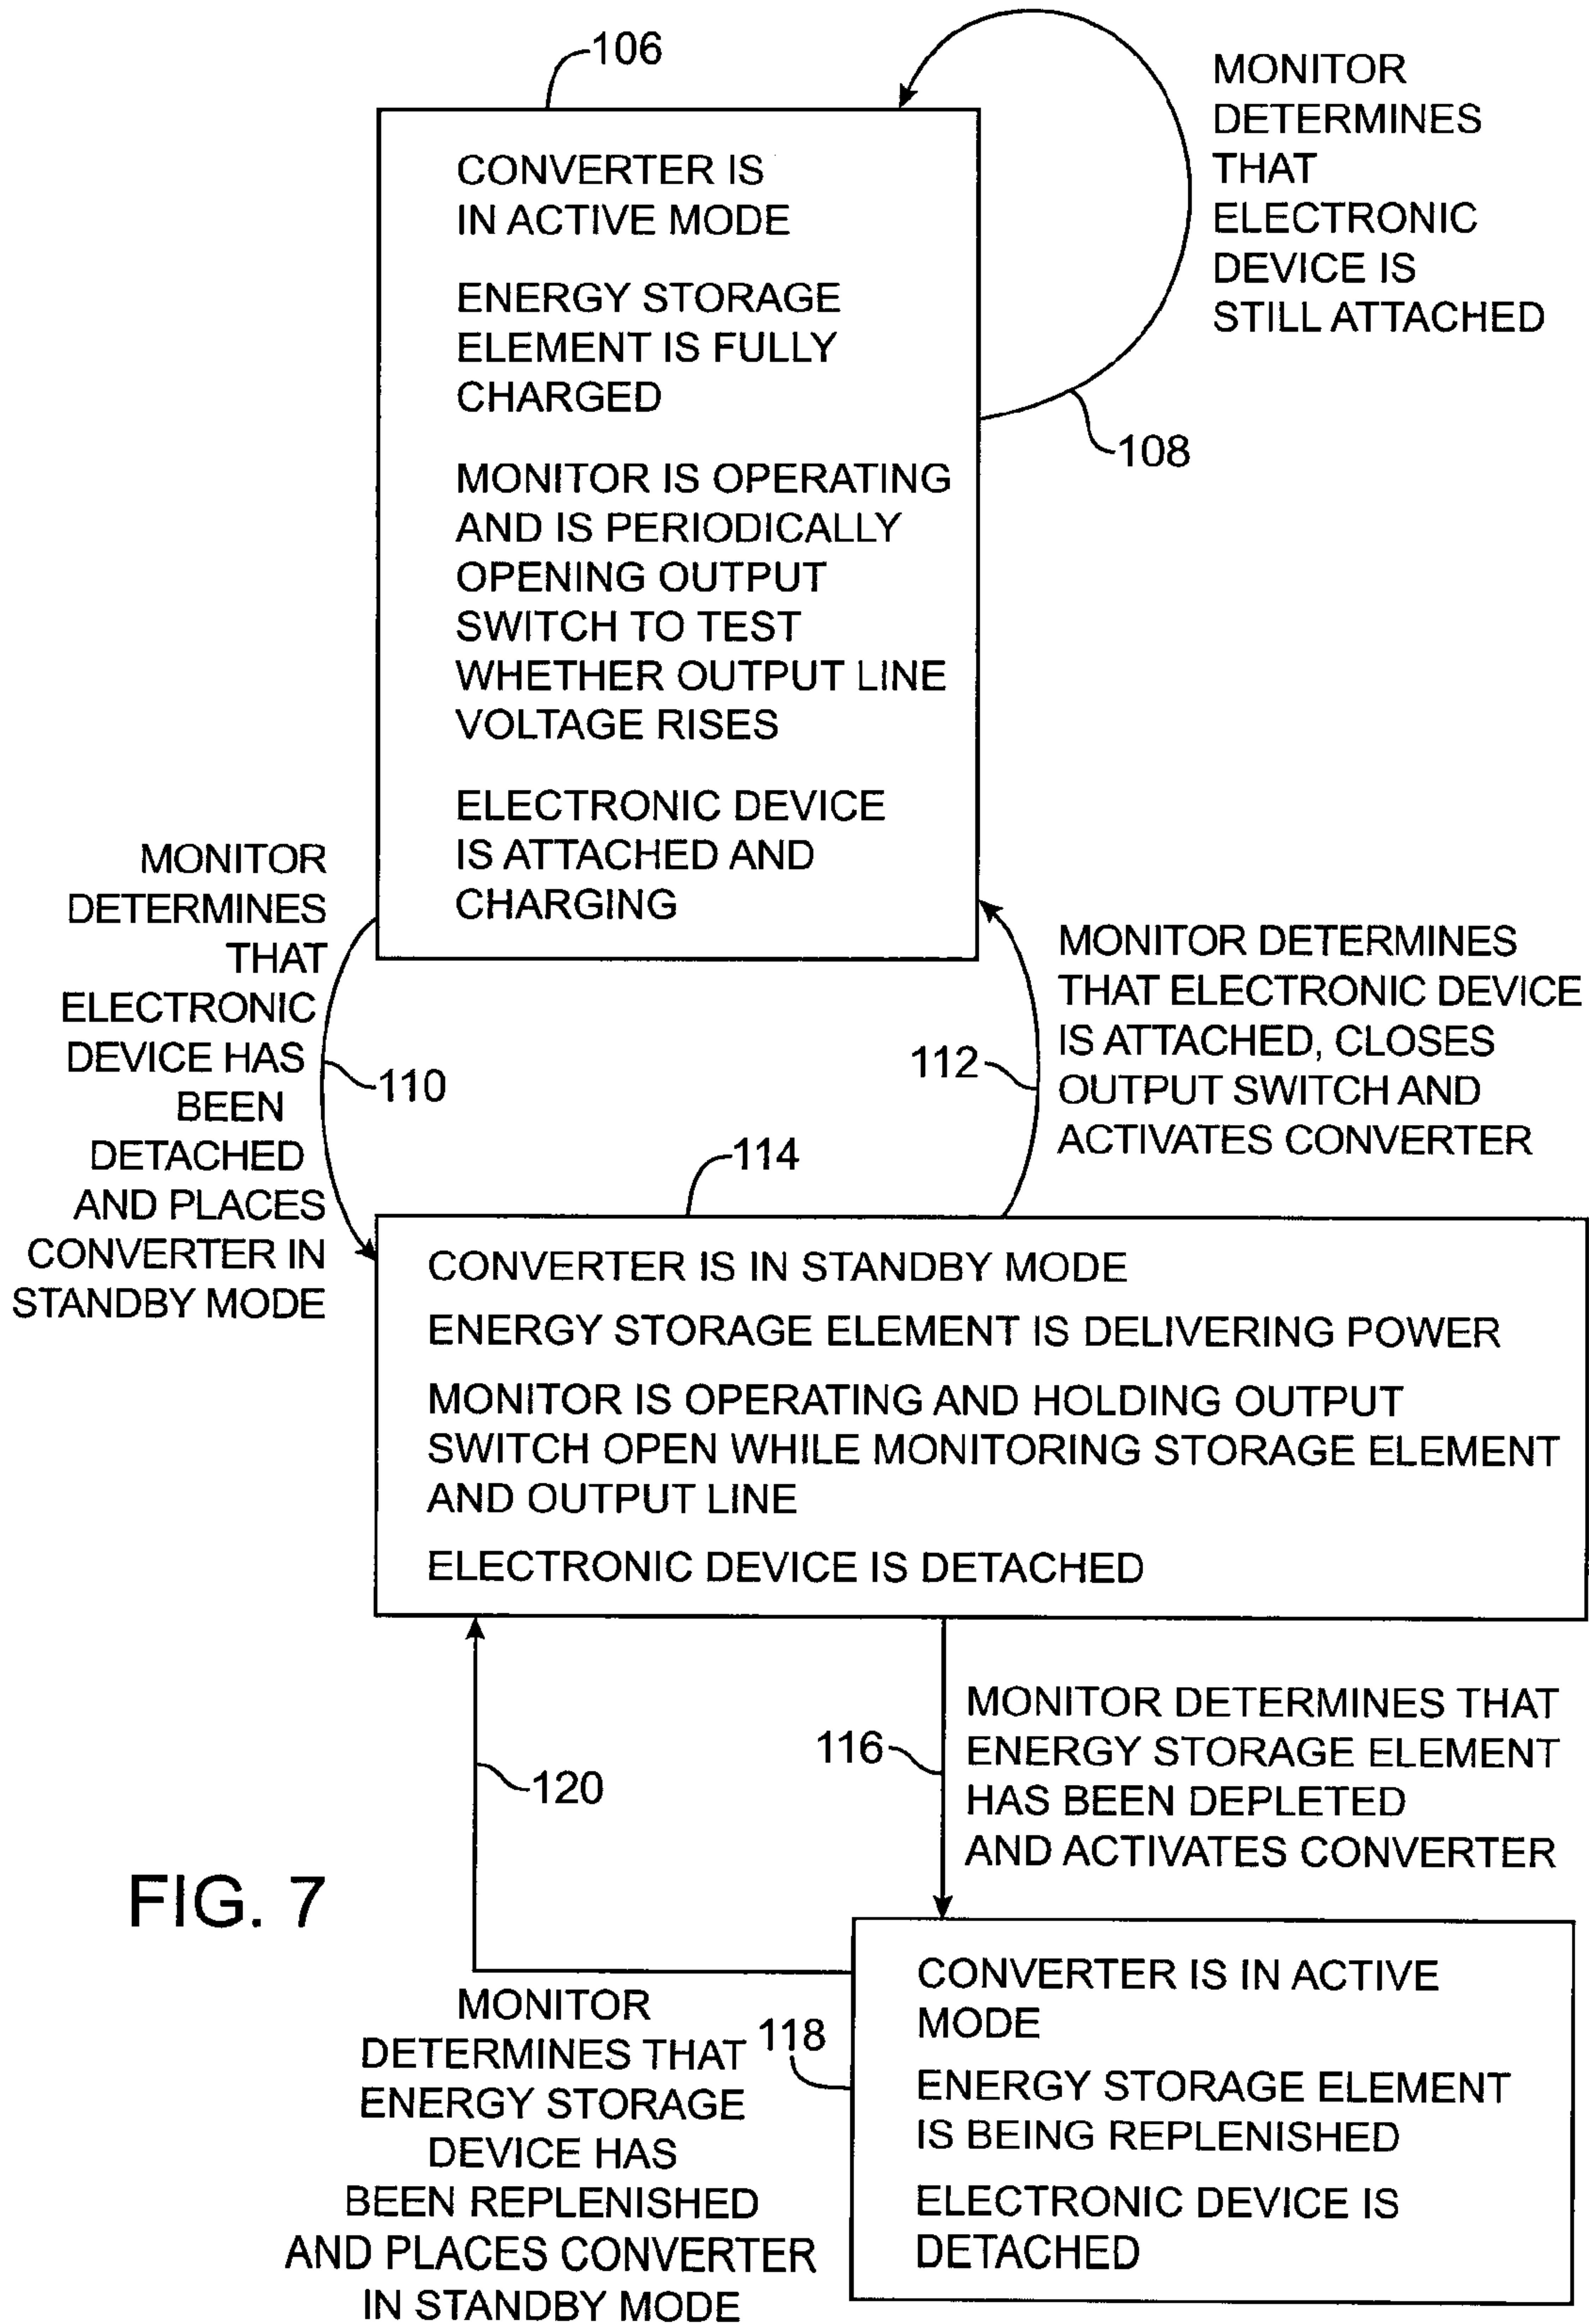 106
CONVERTER IS
IN ACTIVE MODE
ENERGY STORAGE
ELEMENT IS FULLY
CHARGED
MONITOR IS OPERATING
AND IS PERIODICALLY
OPENING OUTPUT
SWITCH TO TEST
WHETHER OUTPUT LINE
VOLTAGE RISES
ELECTRONIC DEVICE
IS ATTACHED AND
CHARGING
MONITOR
DETERMINES
THAT
ELECTRONIC
DEVICE IS
STILL ATTACHED
108
MONITOR
DETERMINES
THAT
ELECTRONIC
DEVICE HAS
BEEN
DETACHED
AND PLACES
CONVERTER IN
STANDBY MODE
110
112
MONITOR DETERMINES
THAT ELECTRONIC DEVICE
IS ATTACHED, CLOSES
OUTPUT SWITCH AND
ACTIVATES CONVERTER
114
CONVERTER IS IN STANDBY MODE
ENERGY STORAGE ELEMENT IS DELIVERING POWER
MONITOR IS OPERATING AND HOLDING OUTPUT
SWITCH OPEN WHILE MONITORING STORAGE ELEMENT
AND OUTPUT LINE
ELECTRONIC DEVICE IS DETACHED
116
MONITOR DETERMINES THAT
ENERGY STORAGE ELEMENT
HAS BEEN DEPLETED
AND ACTIVATES CONVERTER
120
FIG. 7
MONITOR
DETERMINES THAT
ENERGY STORAGE
DEVICE HAS
BEEN REPLENISHED
AND PLACES CONVERTER
IN STANDBY MODE
118
CONVERTER IS IN ACTIVE
MODE
ENERGY STORAGE ELEMENT
IS BEING REPLENISHED
ELECTRONIC DEVICE IS
DETACHED